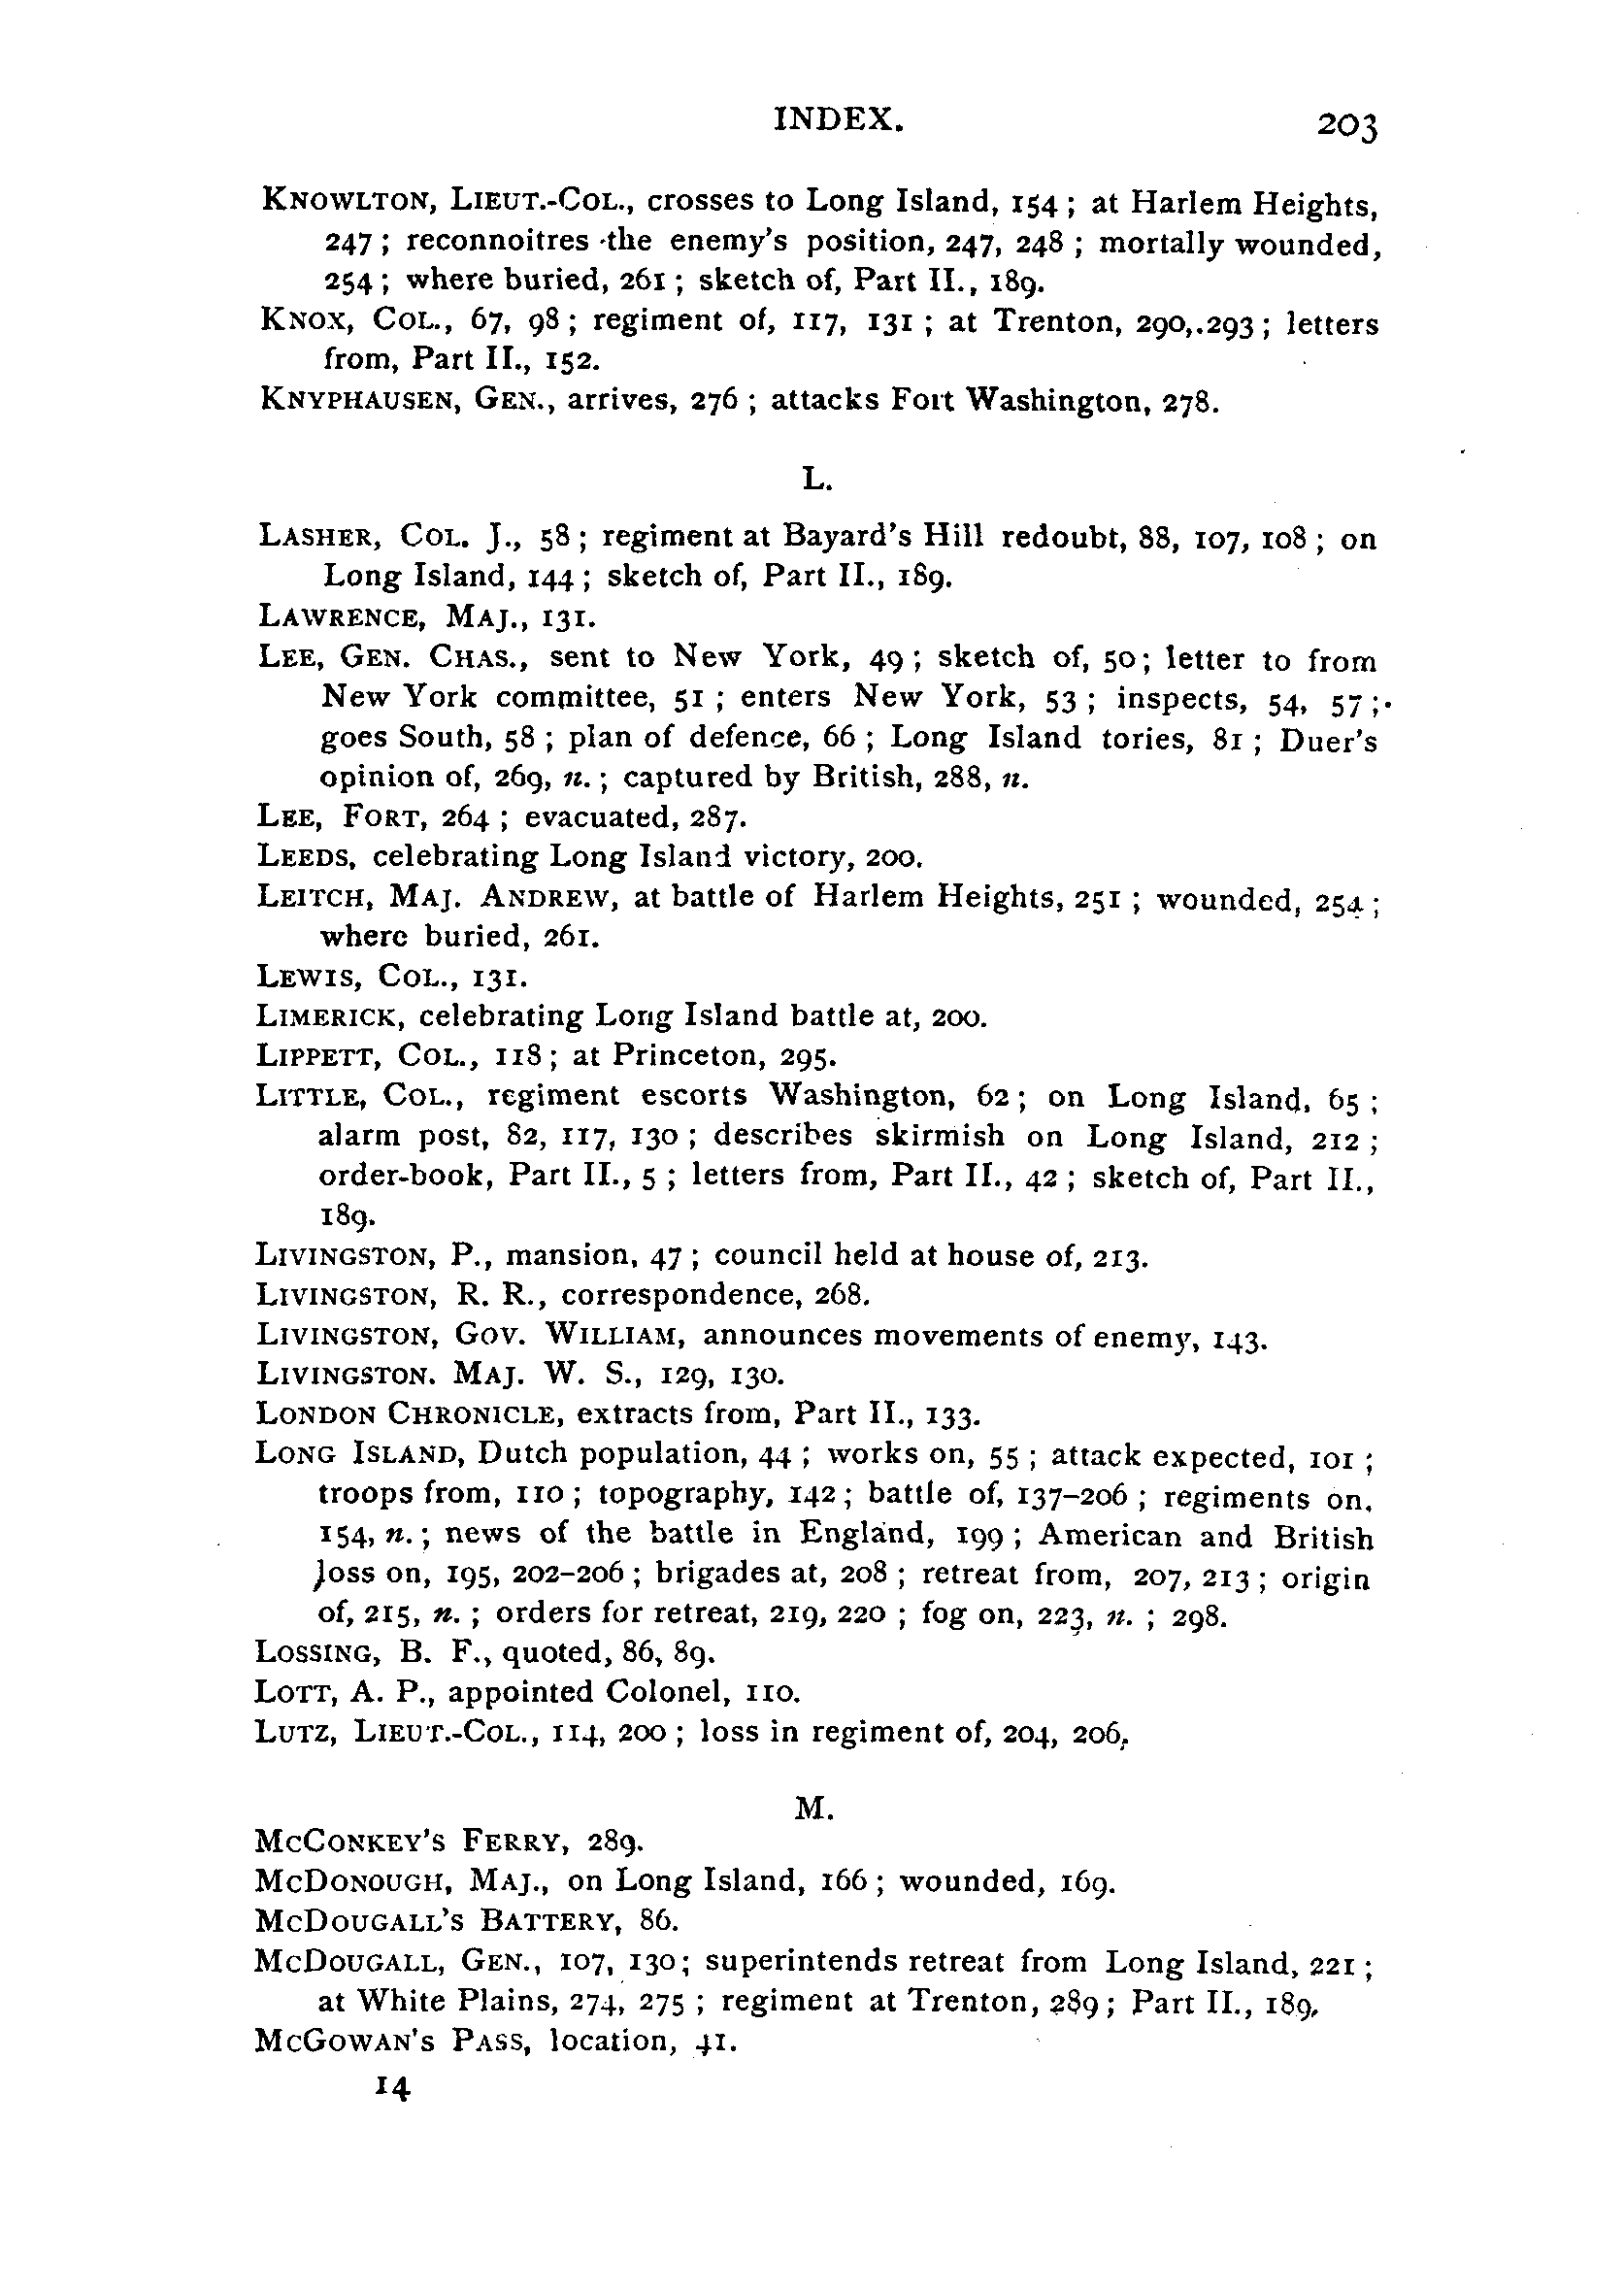 INDEX. 203
KNOWLTON, LIEUT.-COL., crosses to Long Island, 154 ; at Harlem Heights,
247 ; reconnoitres the enemy's position, 247, 248 ; mortally wounded,
254 ; where buried, 261 ; sketch of, Part II., 189.
KNOX, COL., 67, 98 ; regiment of, 117, 131 ; at Trenton, 290, 293 ; letters
from, Part II., 152.
KNYPHAUSEN, GEN., arrives, 276 ; attacks Fort Washington, 278.
L.
LASHER, COL. J., 58 ; regiment at Bayard's Hill redoubt, 88, 107, 108 ; on
Long Island, 144 ; sketch of, Part II., 189.
LAWRENCE, MAJ., 131.
LEE, GEN. CHAS., sent to New York, 49 ; sketch of, 50 ; letter to from
New York committee, 51 ; enters New York, 53 ; inspects, 54, 57 ;
goes South, 58 ; plan of defence, 66 ; Long Island tories, 81 ; Duer's
opinion of, 269, n. ; captured by British, 288, n.
LEE, FORT, 264 ; evacuated, 287.
LEEDS, celebrating Long Island victory, 200.
LEITCH, MAJ. ANDREW, at battle of Harlem Heights, 251 ; wounded, 254 ;
where buried, 261.
LEWIS, COL., 131.
LIMERICK, celebrating Long Island battle at, 200.
LIPPETT, COL., 118 ; at Princeton, 295.
LITTLE, COL., regiment escorts Washington, 62 ; on Long Island, 65 ;
alarm post, 82, 117, 130 ; describes skirmish on Long Island, 212 ;
order-book, Part II., 5 ; letters from, Part II., 42 ; sketch of, Part II.,
189.
LIVINGSTON, P., mansion, 47 ; council held at house of, 213.
LIVINGSTON, R. R., correspondence, 268.
LIVINGSTON, GOV. WILLIAM, announces movements of enemy, 143.
LIVINGSTON. MAJ. W. S., 129, 130.
LONDON CHRONICLE, extracts from, Part II., 133.
LONG ISLAND, Dutch population, 44 ; works on, 55 ; attack expected, 101 ;
troops from, 110 ; topography, 142 ; battle of, 137–206 ; regiments on,
154, n. ; news of the battle in England, 199 ; American and British
loss on, 195, 202–206 ; brigades at, 208 ; retreat from, 207, 213 ; origin
of, 215, n. ; orders for retreat, 219, 220 ; fog on, 223, n. ; 298.
LOSSING, B. F., quoted, 86, 89.
LOTT, A. P., appointed Colonel, 110.
LUTZ, LIEUT.-COL., 114, 200 ; loss in regiment of, 204, 206.
M.
MCCONKEY'S FERRY, 289.
MCDONOUGH, MAJ., on Long Island, 166 ; wounded, 169.
MCDOUGALL'S BATTERY, 86.
MCDOUGALL, GEN., 107, 130 ; superintends retreat from Long Island, 221 ;
at White Plains, 274, 275 ; regiment at Trenton, 289 ; Part II., 189.
MCGOWAN'S PASS, location, 41.
14